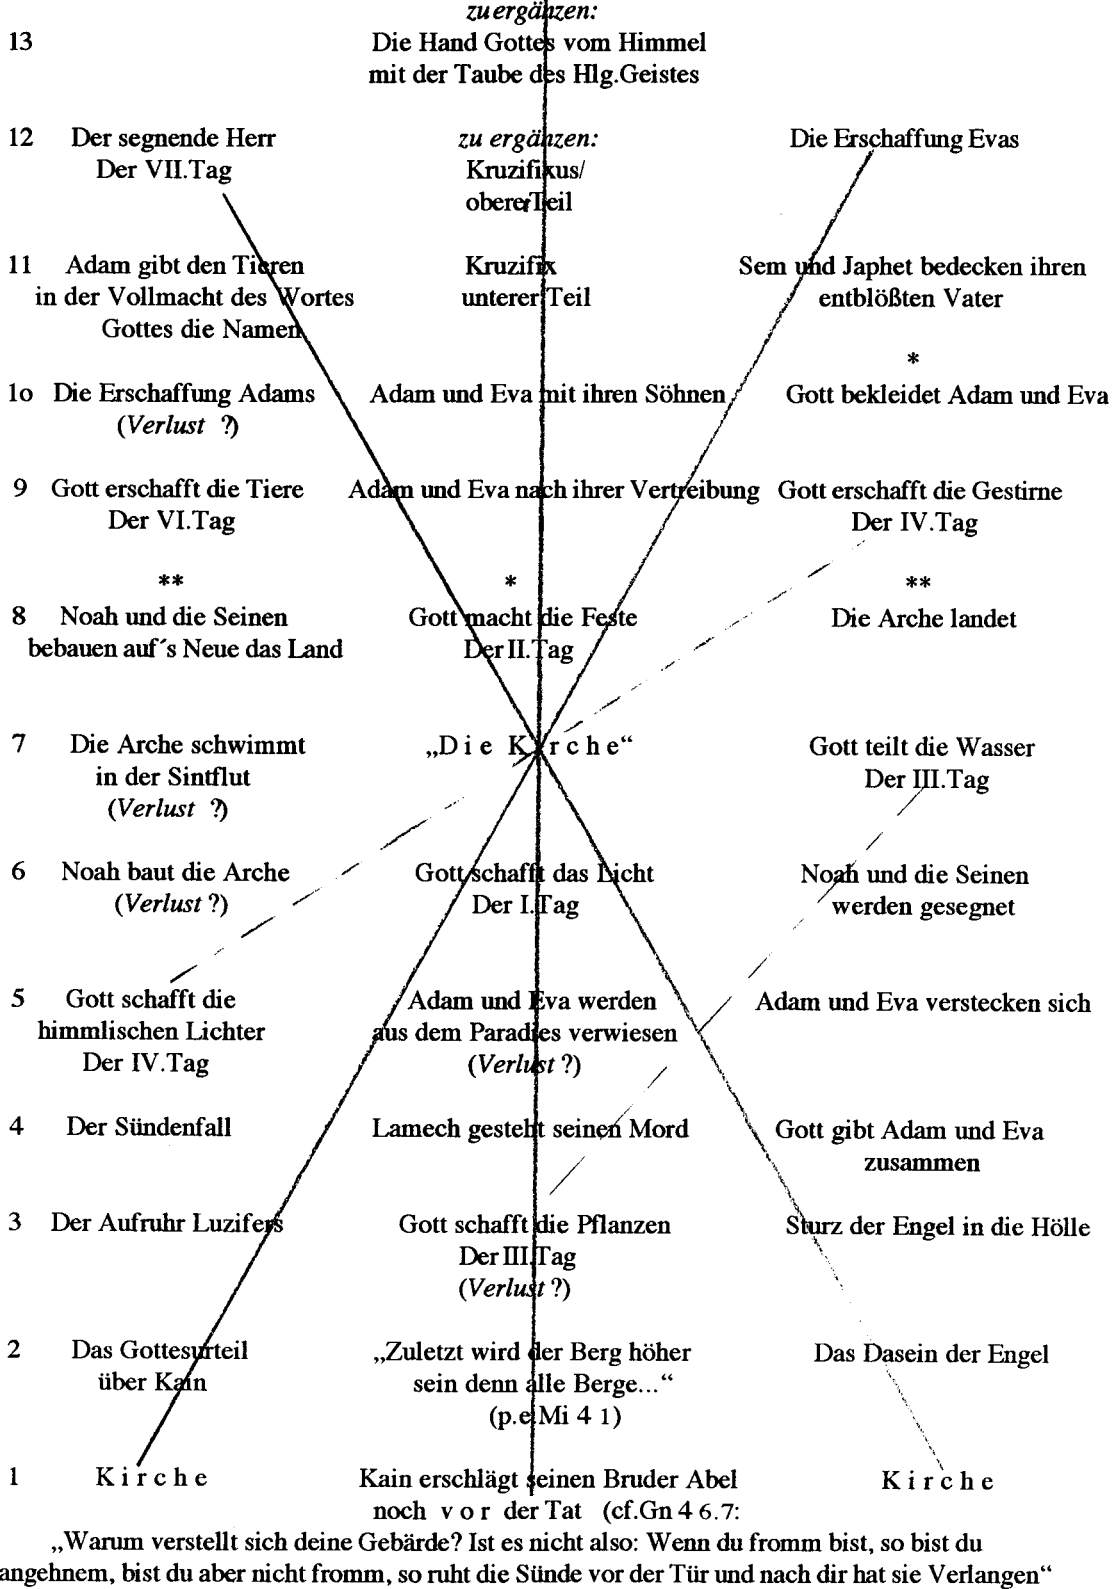 zu ergänzen:
13 Die Hand Gottes vom Himmel
mit der Taube des Hlg.Geistes
12 Der segnende Herr zu ergänzen: Die Erschaffung Evas
Der VII.Tag Kruzifixus/
oberer Teil
11 Adam gibt den Tieren Kruzifix Sem und Japhet bedecken ihren
in der Vollmacht des Wortes unterer Teil entblößten Vater
Gottes die Namen
*
1o Die Erschaffung Adams Adam und Eva mit ihren Söhnen Gott bekleidet Adam und Eva
(Verlust ?)
9 Gott erschafft die Tiere Adam und Eva nach ihrer Vertreibung Gott erschafft die Gestirne
Der VI.Tag Der IV.Tag
** * **
8 Noah und die Seinen Gott macht die Feste Die Arche landet
bebauen auf´s Neue das Land Der II.Tag
7 Die Arche schwimmt „D i e K i r c h e“ Gott teilt die Wasser
in der Sintflut Der III.Tag
(Verlust ?)
6 Noah baut die Arche Gott schafft das Licht Noah und die Seinen
(Verlust ?) Der I.Tag werden gesegnet
5 Gott schafft die Adam und Eva werden Adam und Eva verstecken sich
himmlischen Lichter aus dem Paradies verwiesen
Der IV.Tag (Verlust ?)
4 Der Sündenfall Lamech gesteht seinen Mord Gott gibt Adam und Eva
zusammen
3 Der Aufruhr Luzifers Gott schafft die Pflanzen Sturz der Engel in die Hölle
Der III.Tag
(Verlust ?)
2 Das Gottesurteil „Zuletzt wird der Berg höher Das Dasein der Engel
über Kain sein denn alle Berge...“
(p.e.Mi 4 1)
1 K i r c h e Kain erschlägt seinen Bruder Abel K i r c h e
noch v o r der Tat (cf.Gn 4 6.7:
„Warum verstellt sich deine Gebärde? Ist es nicht also: Wenn du fromm bist, so bist du
angehnem, bist du aber nicht fromm, so ruht die Sünde vor der Tür und nach dir hat sie Verlangen“